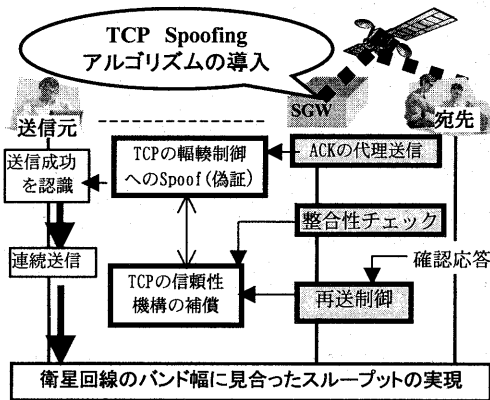 TCP Spoofing
アルゴリズムの導入
SGW
送信元
宛先
送信成功
を認識
TCPの輻輳制御
へのSpoof(偽証)
ACKの代理送信
整合性チェック
連続送信
確認応答
TCPの信頼性
機構の補償
再送制御
衛星回線のバンド幅に見合ったスループットの実現